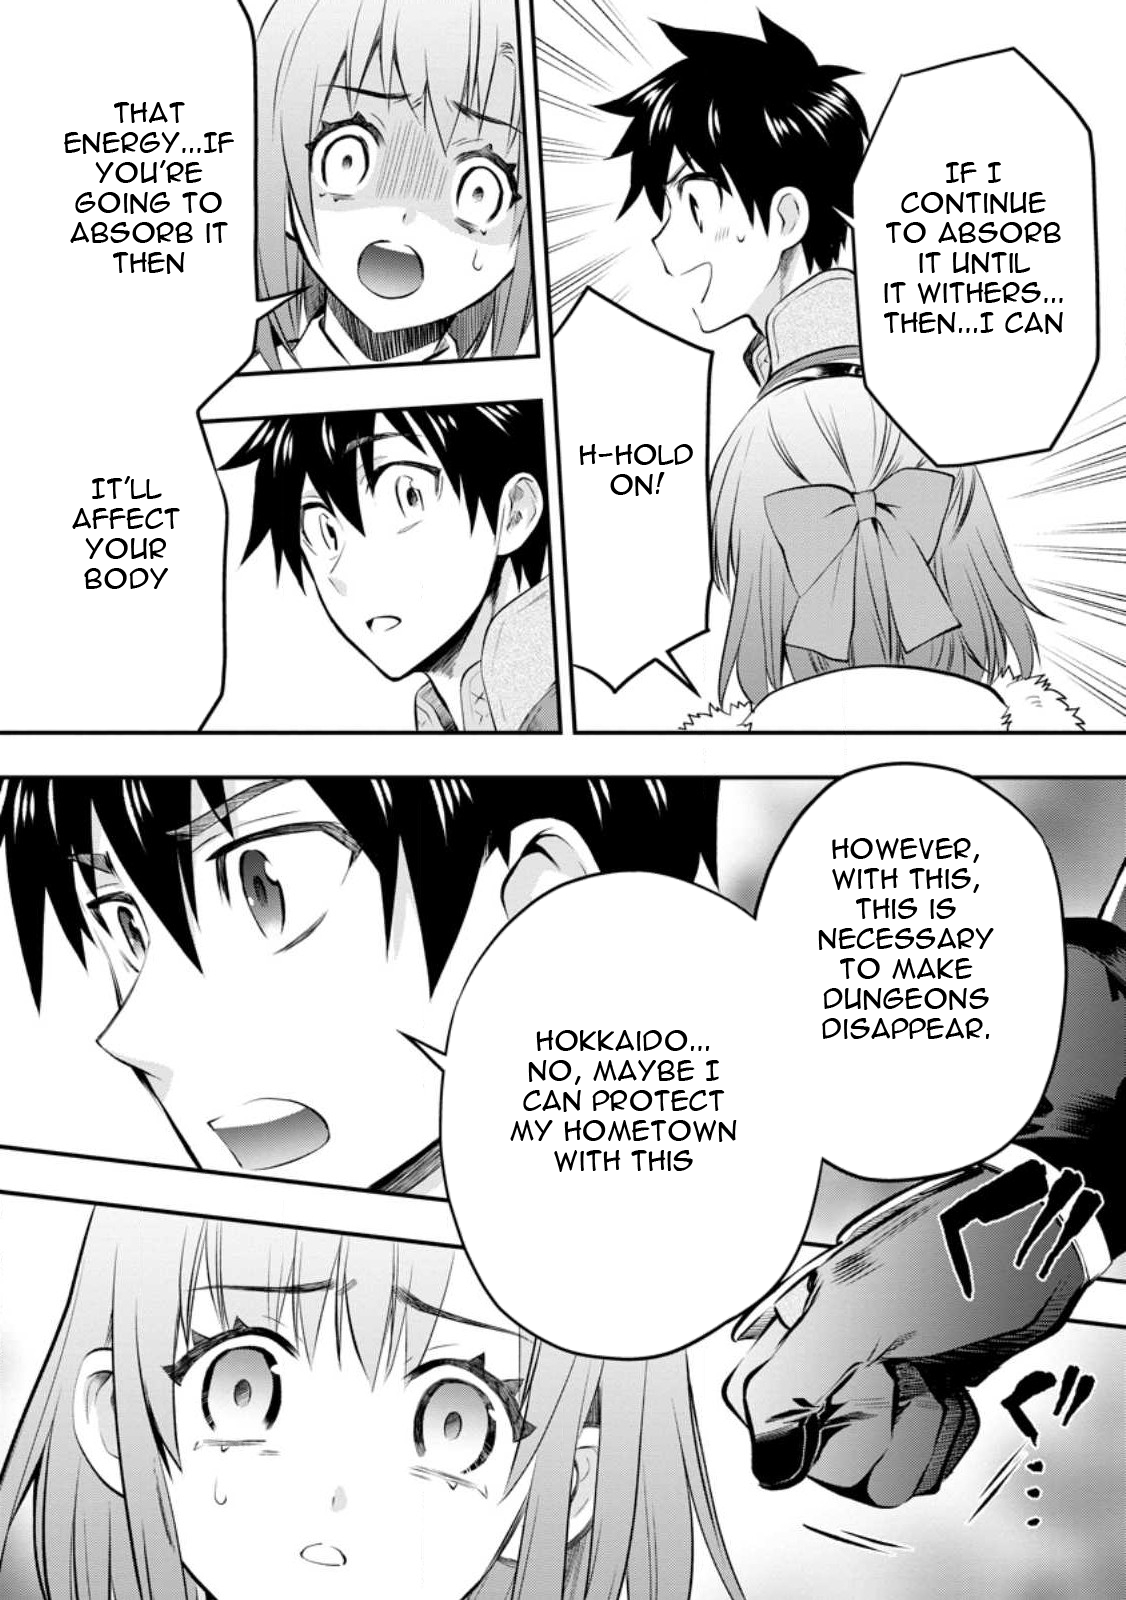 IF I
CONTINUE
TO ABSORB
IT UNTIL
IT WITHERS...
THEN...I CAN
H-HOLD
ON!
THAT
ENERGY...IF
YOU'RE
GOING TO
ABSORB IT
THEN
IT'LL
AFFECT
YOUR
BODY
HOWEVER,
WITH THIS,
THIS IS
NECESSARY
TO MAKE
DUNGEONS
DISAPPEAR.
HOKKAIDO...
NO, MAYBE I
CAN PROTECT
MY HOMETOWN
WITH THIS
ぐ
ぐ…